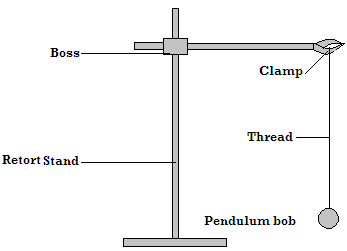 Boss
Clamp
Thread
Retort Stand
Pendulum bob